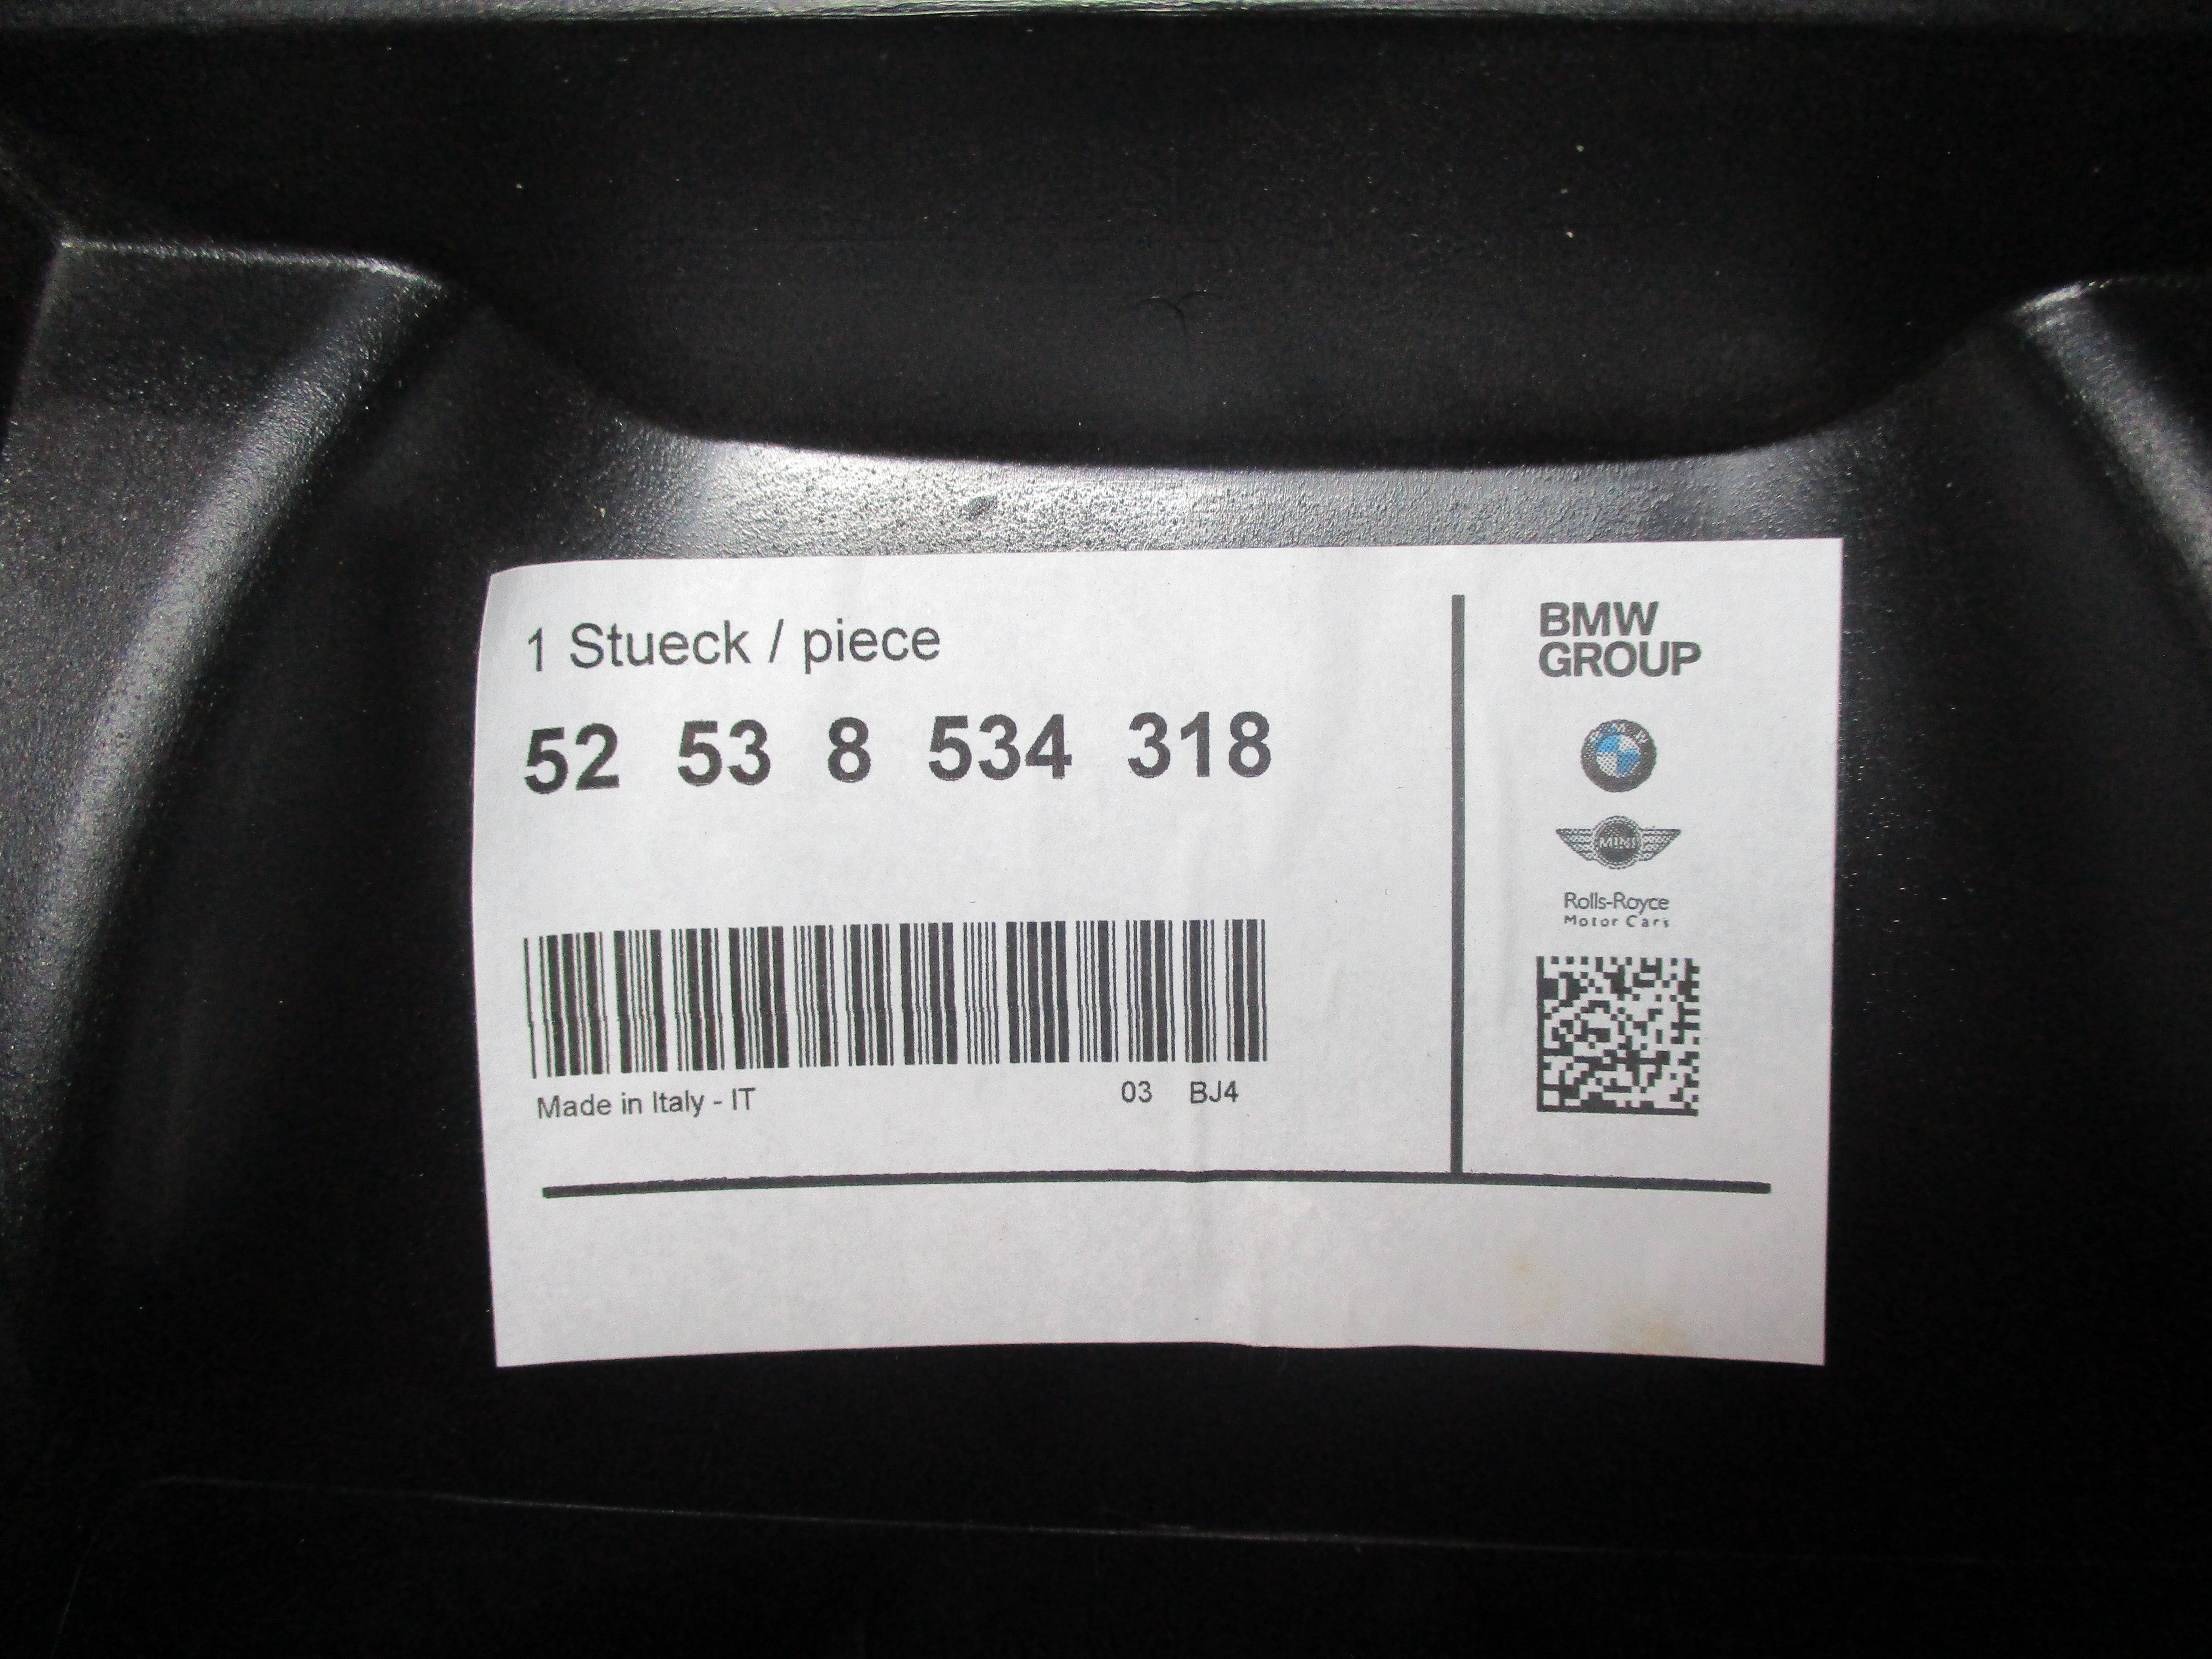 1 Stueck / piece
52 53 8 534 318
Made in Italy - IT
03 BJ4
BMW
GROUP
BMW
MINI
Rolls-Royce
Motor Cars